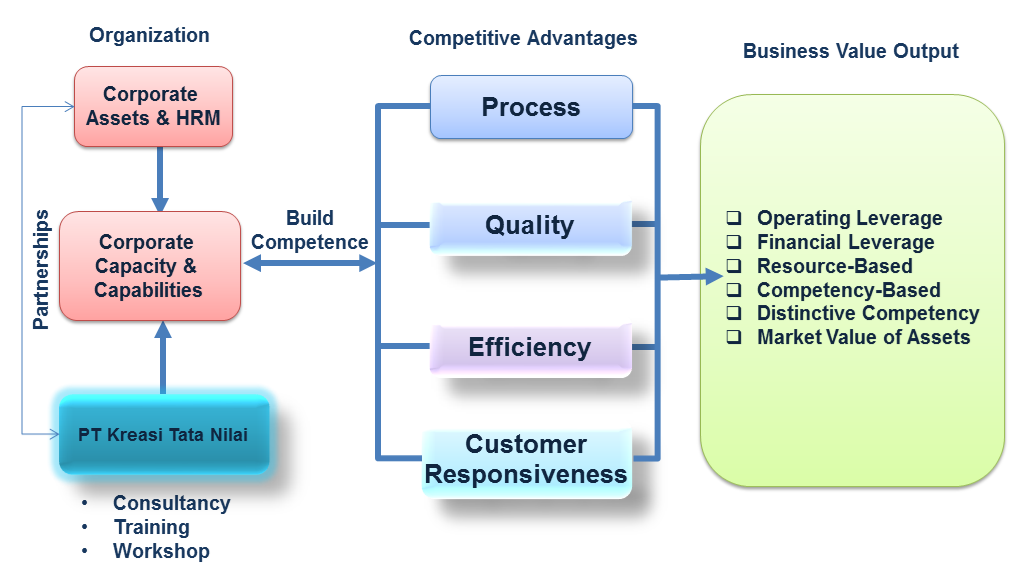 Organization
Corporate
Assets & HRM
Partnerships
Corporate
Capacity &
Capabilities
PT Kreasi Tata Nilai
• Consultancy
• Training
• Workshop
Build
Competence
Competitive Advantages
Process
Quality
Efficiency
Customer
Responsiveness
Business Value Output
❑ Operating Leverage
❑ Financial Leverage
❑ Resource-Based
❑ Competency-Based
❑ Distinctive Competency
❑ Market Value of Assets